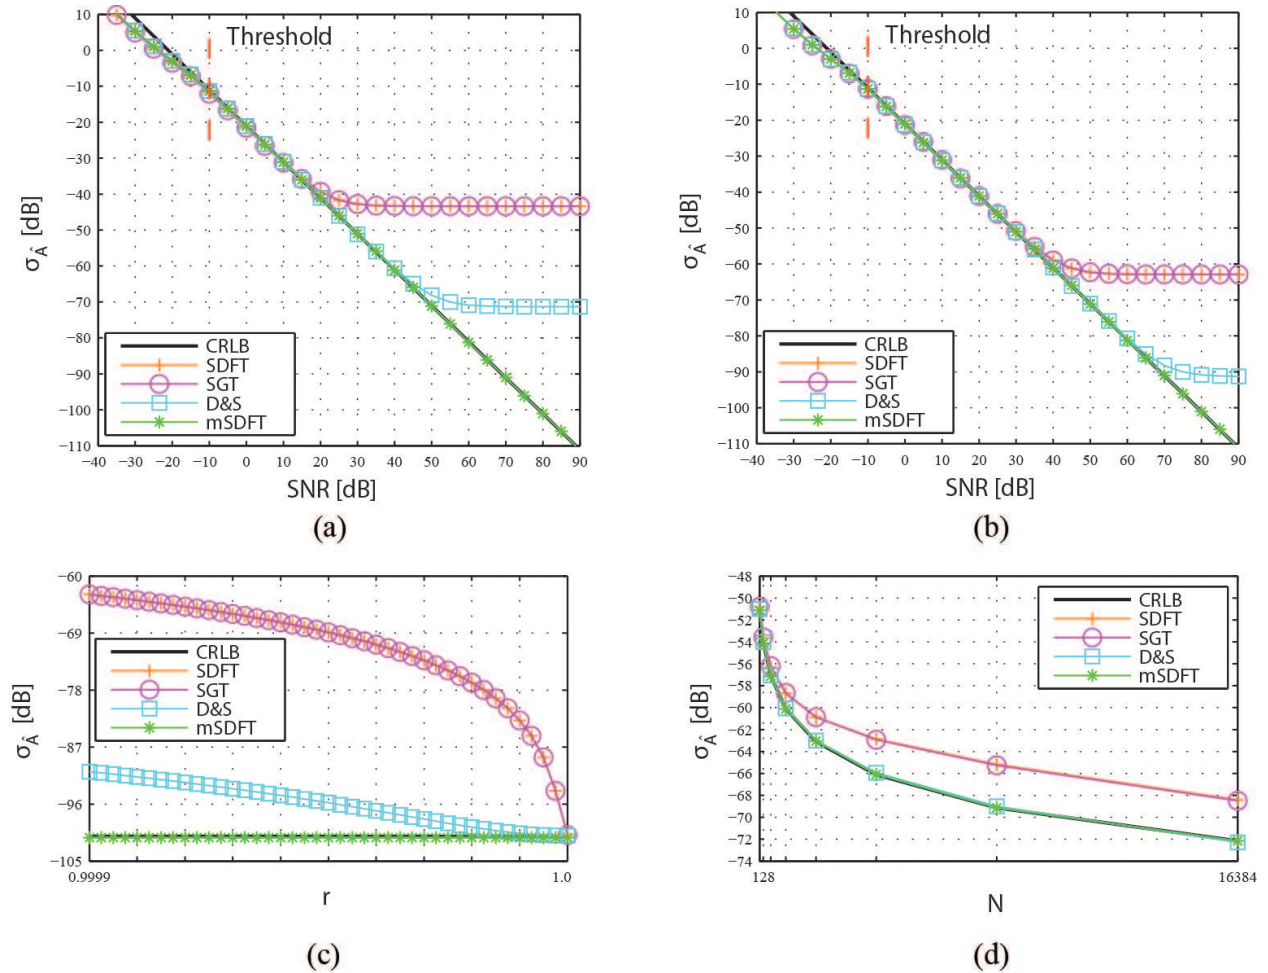 10
0
−10
−20
−30
−40
−50
−60
−70
−80
−90
−100
−110
σÂ [dB]
Threshold
CRLB
SDFT
SGT
D&S
mSDFT
−40 −30 −20 −10 0 10 20 30 40 50 60 70 80 90
SNR [dB]
(a)
10
0
−10
−20
−30
−40
−50
−60
−70
−80
−90
−100
−110
σÂ [dB]
Threshold
CRLB
SDFT
SGT
D&S
mSDFT
−40 −30 −20 −10 0 10 20 30 40 50 60 70 80 90
SNR [dB]
(b)
−60
−69
−78
−87
−96
−105
σÂ [dB]
CRLB
SDFT
SGT
D&S
mSDFT
0.9999 1.0
r
(c)
−48
−50
−52
−54
−56
−58
−60
−62
−64
−66
−68
−70
−72
−74
σÂ [dB]
CRLB
SDFT
SGT
D&S
mSDFT
128 16384
N
(d)